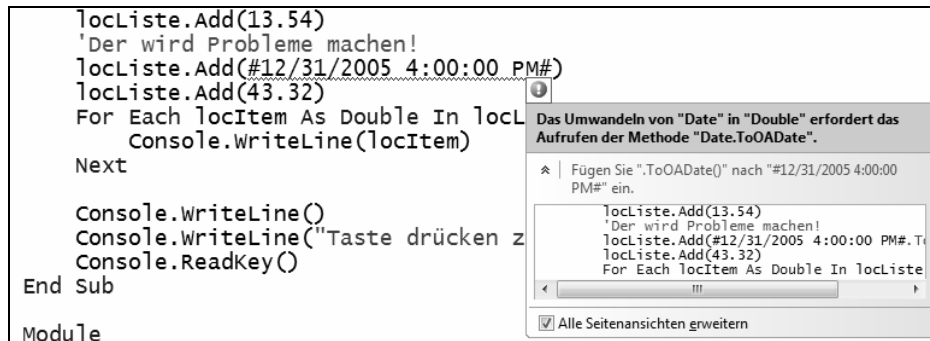 locListe.Add(13.54)
'Der wird Probleme machen!
locListe.Add(#12/31/2005 4:00:00 PM#)
locListe.Add(43.32)
For Each locItem As Double In locL
Console.WriteLine(locItem)
Next
Console.WriteLine()
Console.WriteLine("Taste drücken z
Console.ReadKey()
End Sub
Module
Das Umwandeln von "Date" in "Double" erfordert das
Aufrufen der Methode "Date.ToOADate".
Fügen Sie ".ToOADate()" nach "#12/31/2005 4:00:00
PM#" ein.
locListe.Add(13.54)
'Der wird Probleme machen!
locListe.Add(#12/31/2005 4:00:00 PM#.T
locListe.Add(43.32)
For Each locItem As Double In locListe
Alle Seitenansichten erweitern